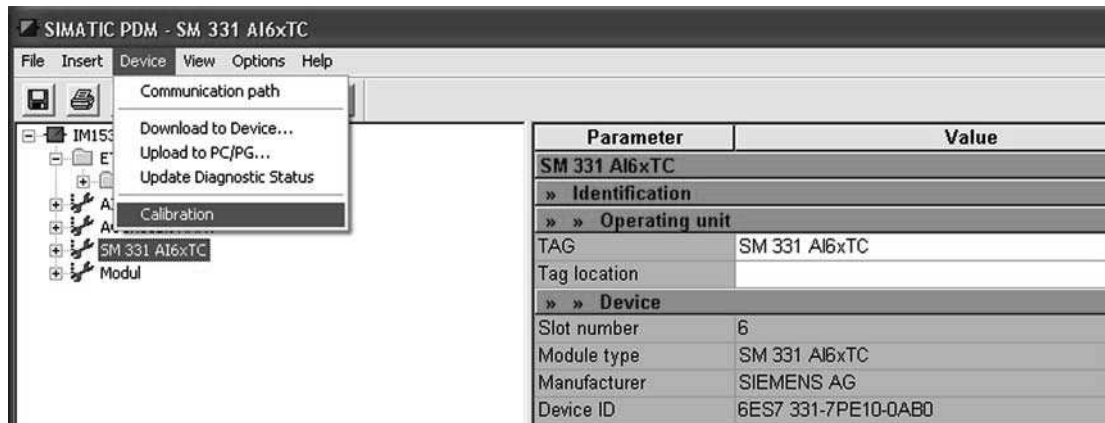 SIMATIC PDM - SM 331 AI6xTC
File Insert Device View Options Help
Communication path
Download to Device...
Upload to PC/PG...
Update Diagnostic Status
Calibration
IM153
SM 331 AI6xTC
Modul
Parameter Value
SM 331 AI6xTC
» Identification
» » Operating unit
TAG SM 331 AI6xTC
Tag location
» » Device
Slot number 6
Module type SM 331 AI6xTC
Manufacturer SIEMENS AG
Device ID 6ES7 331-7PE10-0AB0